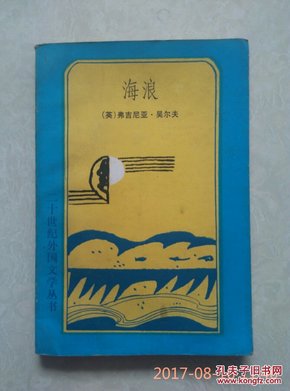 海浪
(英)弗吉尼亚·吴尔夫
二十世纪外国文学丛书
2017-08-
孔夫子旧书网